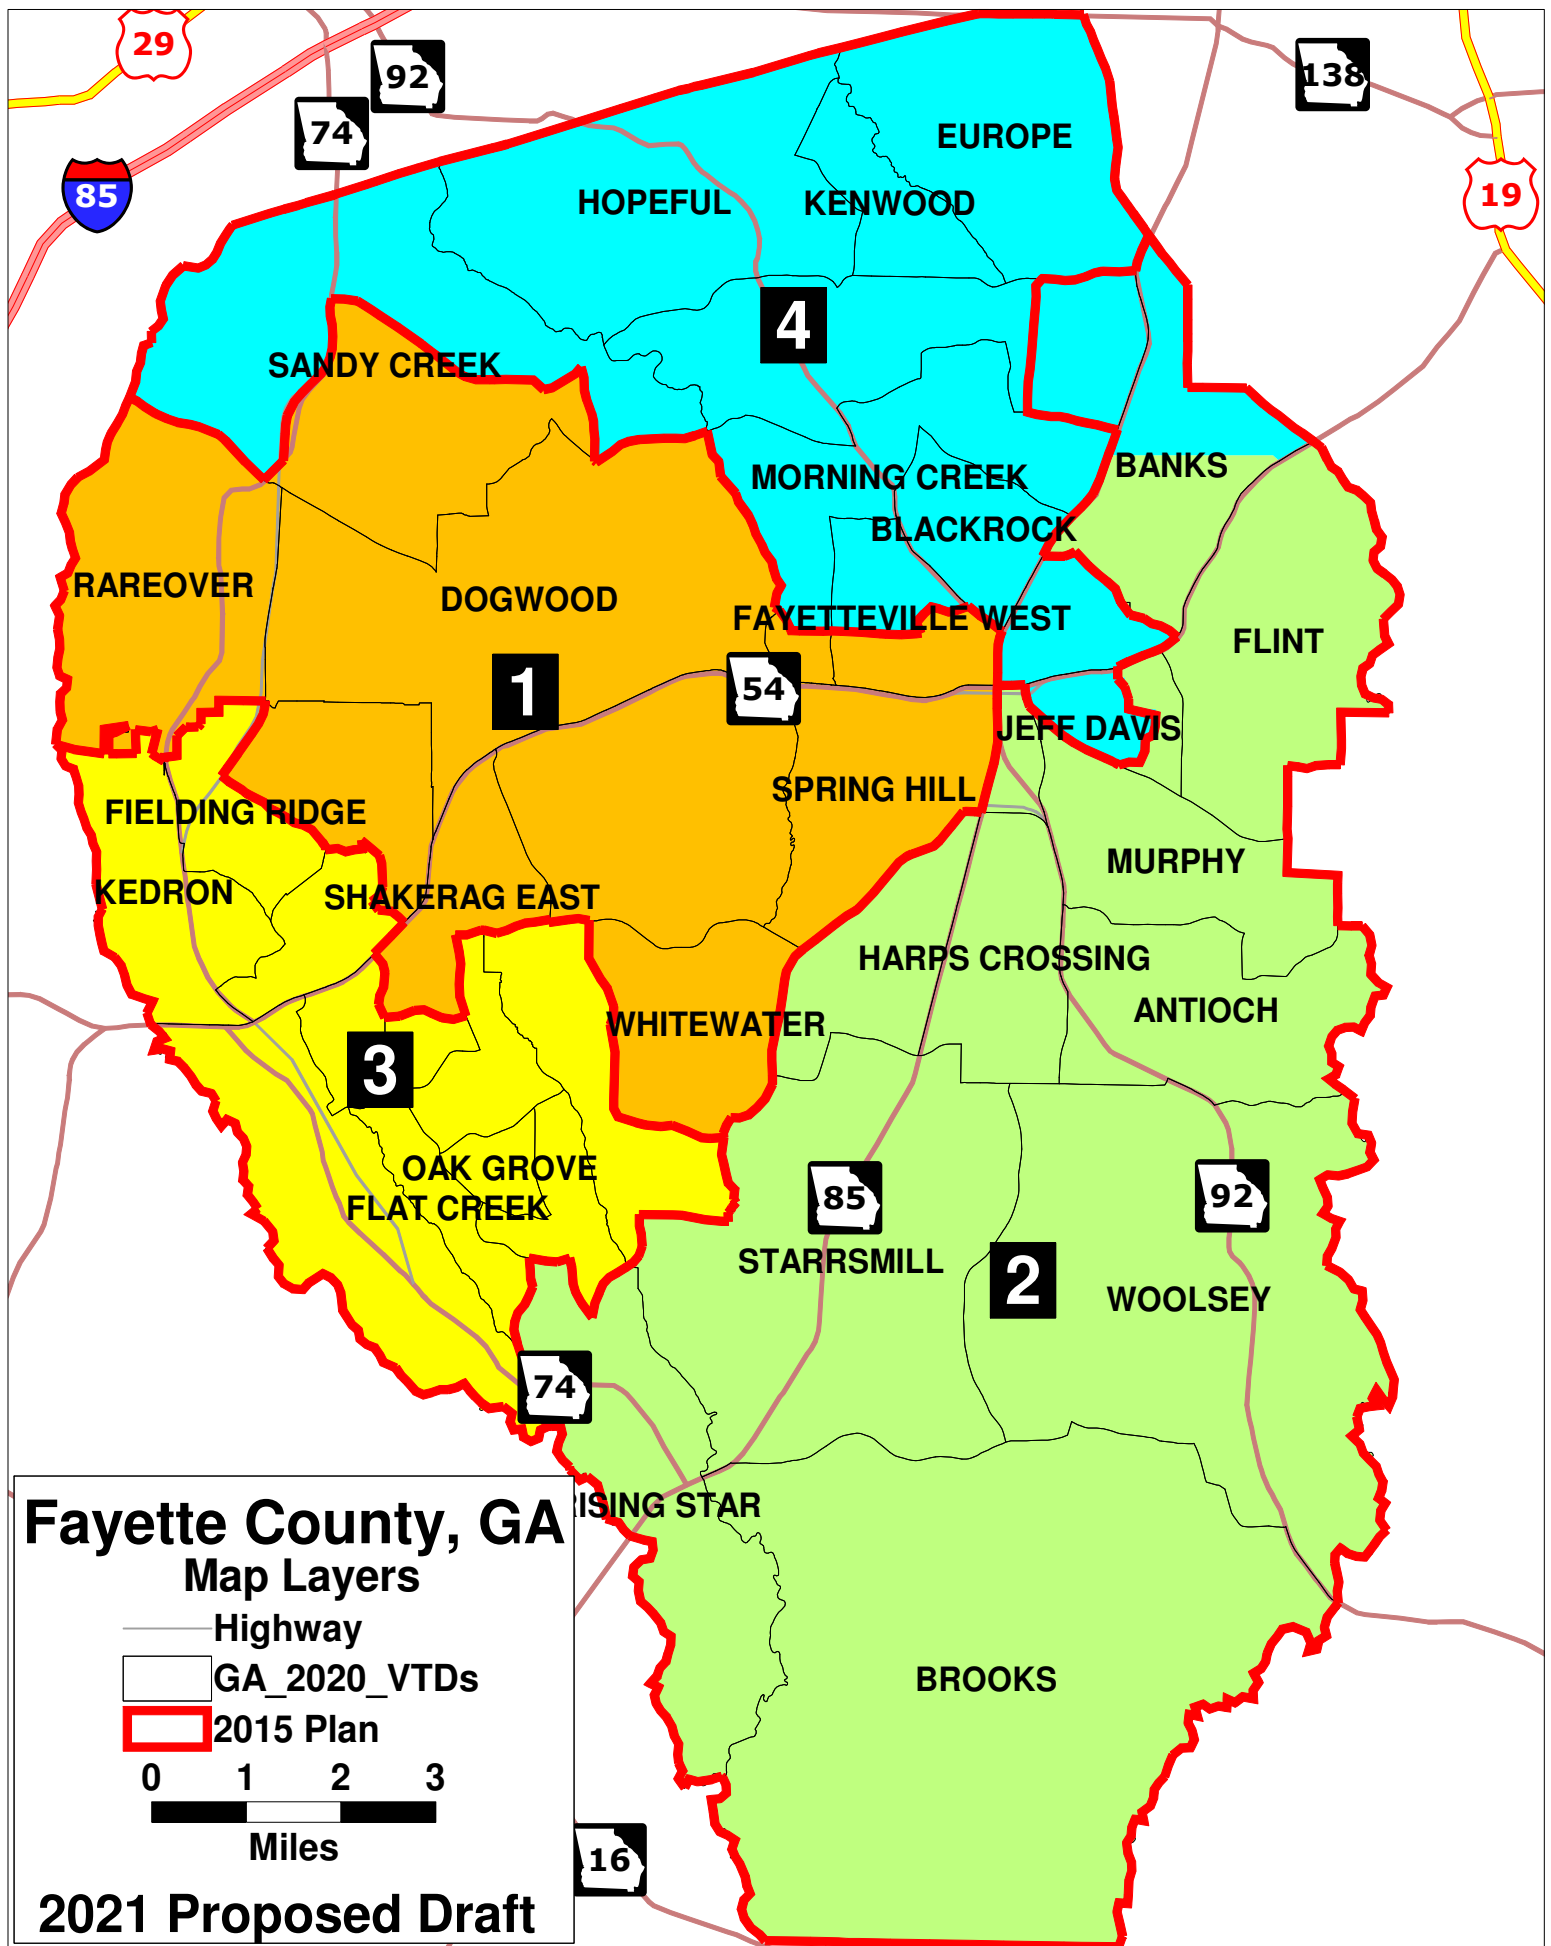 29
92
138
74
85
19
EUROPE
HOPEFUL
KENWOOD
4
SANDY CREEK
BANKS
MORNING CREEK
BLACKROCK
RAREOVER
DOGWOOD
FAYETTEVILLE WEST
FLINT
1
54
JEFF DAVIS
SPRING HILL
FIELDING RIDGE
MURPHY
KEDRON
SHAKERAG EAST
HARPS CROSSING
ANTIOCH
WHITEWATER
3
OAK GROVE
FLAT CREEK
85
92
STARRSMILL
2
WOOLSEY
74
RISING STAR
BROOKS
16
Fayette County, GA
Map Layers
Highway
GA_2020_VTDs
2015 Plan
0 1 2 3
Miles
2021 Proposed Draft